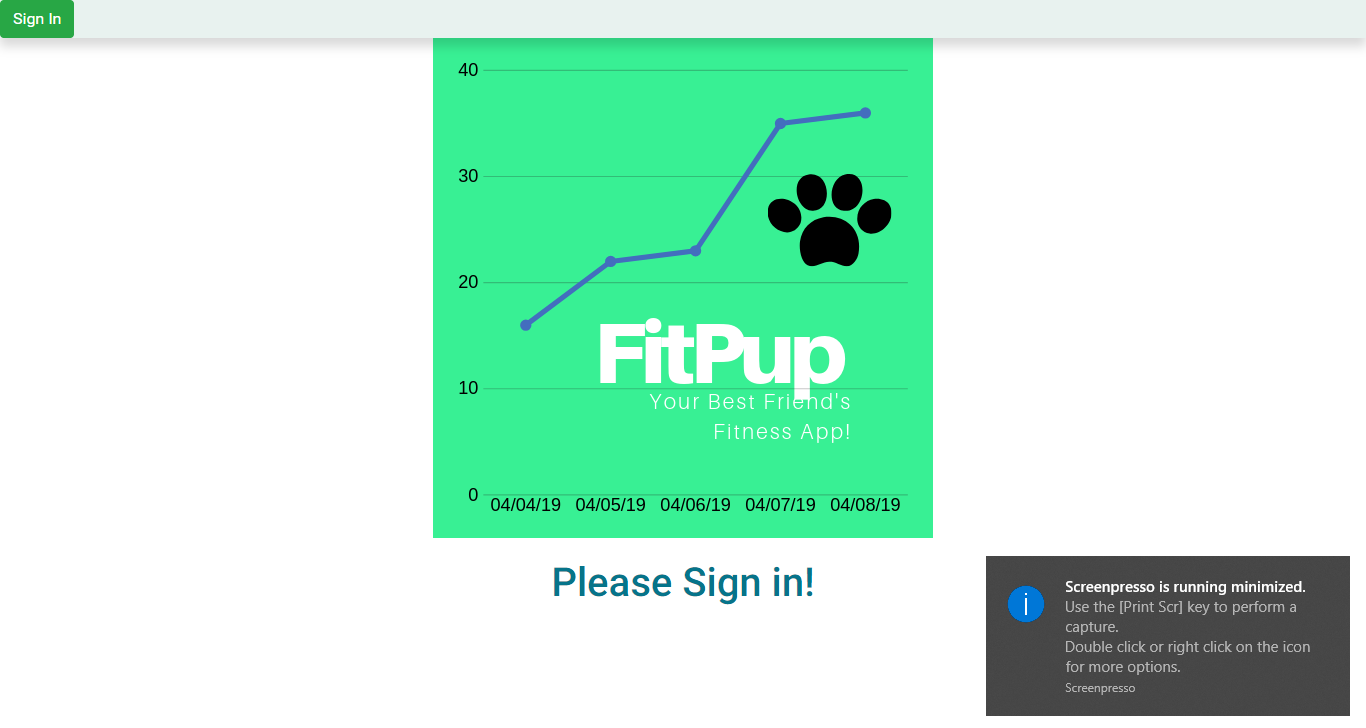 Sign In
40
30
20
10
0
FitPup
Your Best Friend's
Fitness App!
04/04/19 04/05/19 04/06/19 04/07/19 04/08/19
Please Sign in!
i
Screenpresso is running minimized.
Use the [Print Scr] key to perform a
capture.
Double click or right click on the icon
for more options.
Screenpresso